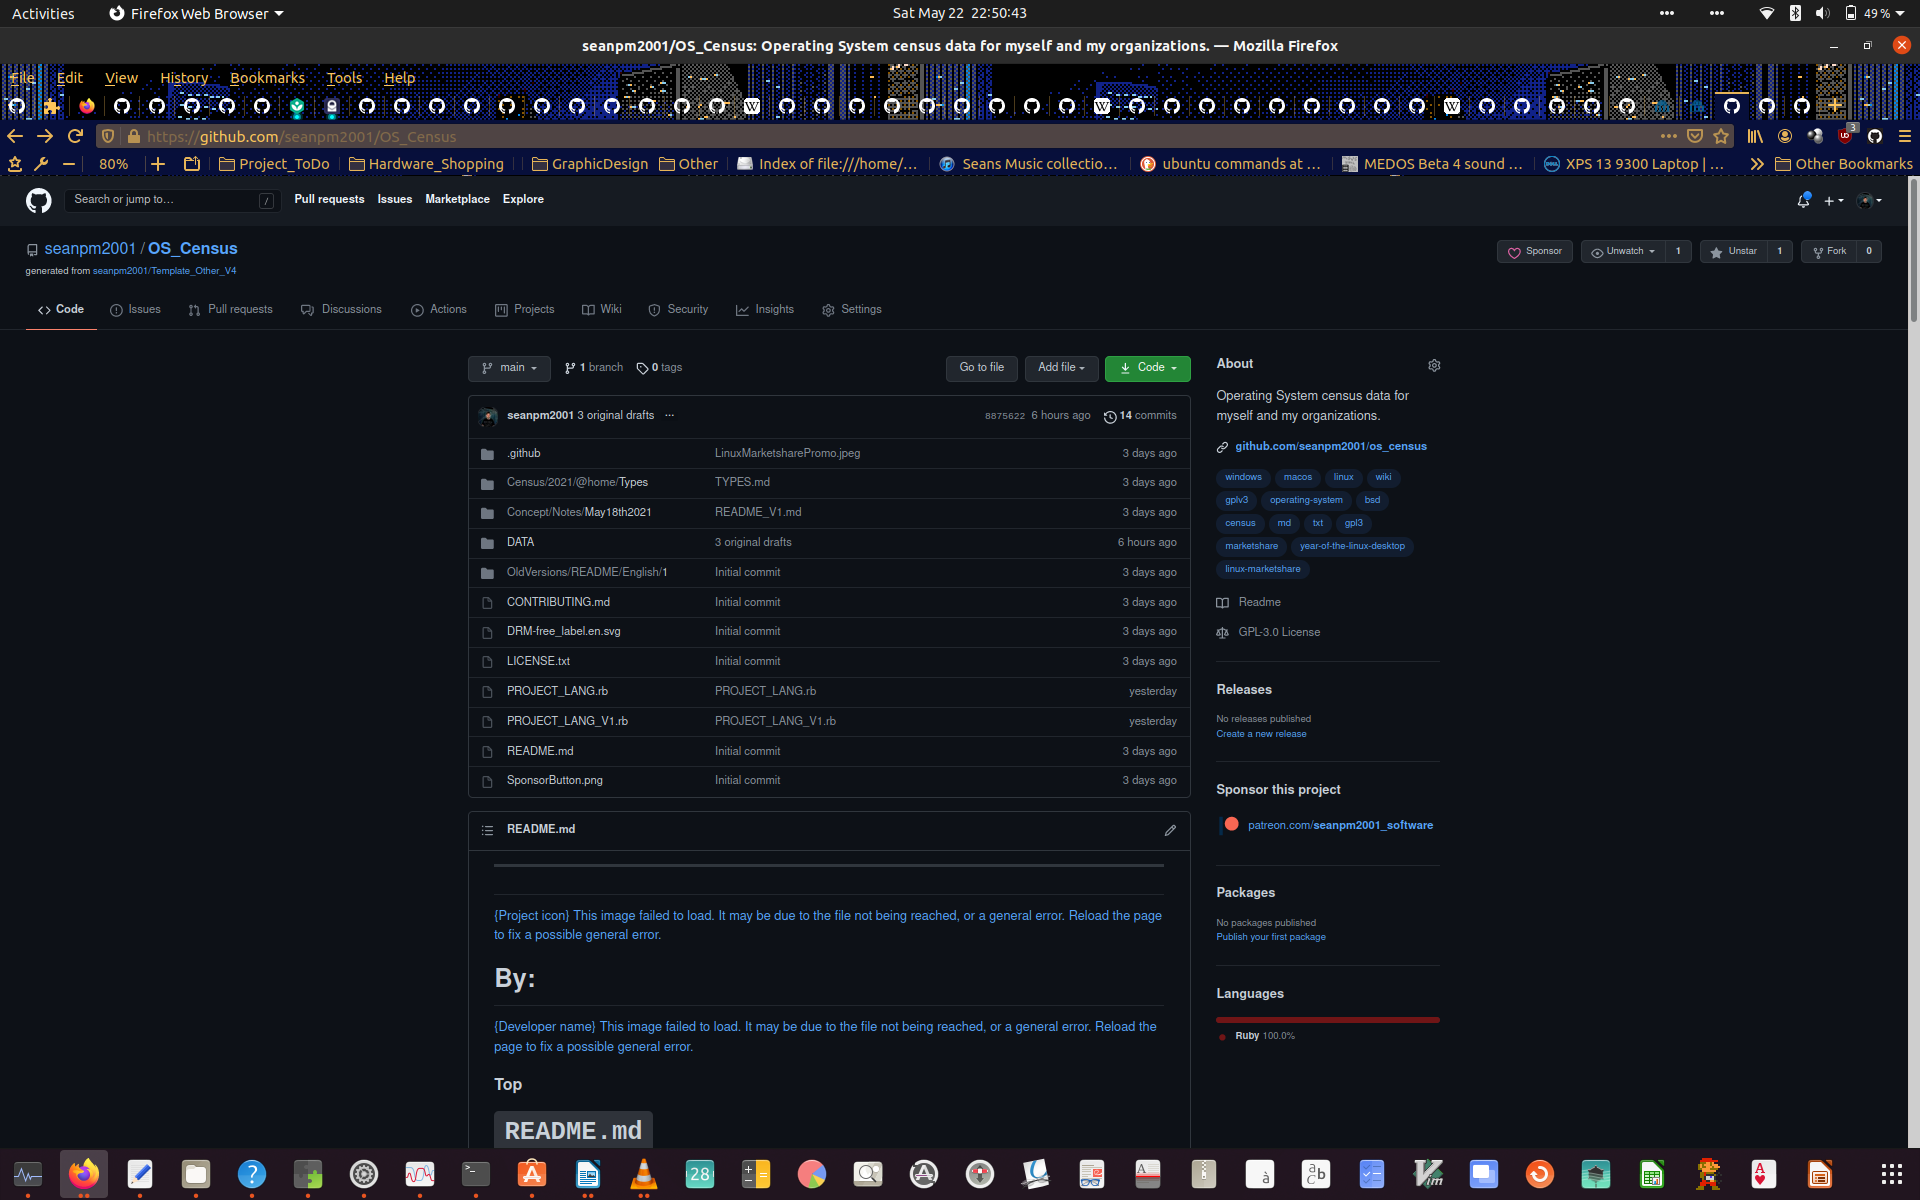 Activities
Firefox Web Browser
Sat May 22 22:50:43
49 %
seanpm2001/OS_Census: Operating System census data for myself and my organizations. — Mozilla Firefox
File Edit View History Bookmarks Tools Help
https://github.com/seanpm2001/OS_Census
3
80%
Project_ToDo
Hardware_Shopping
GraphicDesign
Other
Index of file:///home/...
Seans Music collectio...
ubuntu commands at ...
MEDOS Beta 4 sound ...
XPS 13 9300 Laptop | ...
Other Bookmarks
Search or jump to...
/
Pull requests Issues Marketplace Explore
seanpm2001 / OS_Census
generated from seanpm2001/Template_Other_V4
Sponsor
Unwatch 1
Unstar 1
Fork 0
Code
Issues
Pull requests
Discussions
Actions
Projects
Wiki
Security
Insights
Settings
main
1 branch
0 tags
Go to file
Add file
Code
seanpm2001 3 original drafts ...
8875622 6 hours ago
14 commits
.github LinuxMarketsharePromo.jpeg 3 days ago
Census/2021/@home/Types TYPES.md 3 days ago
Concept/Notes/May18th2021 README_V1.md 3 days ago
DATA 3 original drafts 6 hours ago
OldVersions/README/English/1 Initial commit 3 days ago
CONTRIBUTING.md Initial commit 3 days ago
DRM-free_label.en.svg Initial commit 3 days ago
LICENSE.txt Initial commit 3 days ago
PROJECT_LANG.rb PROJECT_LANG.rb yesterday
PROJECT_LANG_V1.rb PROJECT_LANG_V1.rb yesterday
README.md Initial commit 3 days ago
SponsorButton.png Initial commit 3 days ago
README.md
{Project icon} This image failed to load. It may be due to the file not being reached, or a general error. Reload the page
to fix a possible general error.
By:
{Developer name} This image failed to load. It may be due to the file not being reached, or a general error. Reload the
page to fix a possible general error.
Top
README.md
About
Operating System census data for
myself and my organizations.
github.com/seanpm2001/os_census
windows macos linux wiki
gplv3 operating-system bsd
census md txt gpl3
marketshare year-of-the-linux-desktop
linux-marketshare
Readme
GPL-3.0 License
Releases
No releases published
Create a new release
Sponsor this project
patreon.com/seanpm2001_software
Packages
No packages published
Publish your first package
Languages
Ruby 100.0%
28